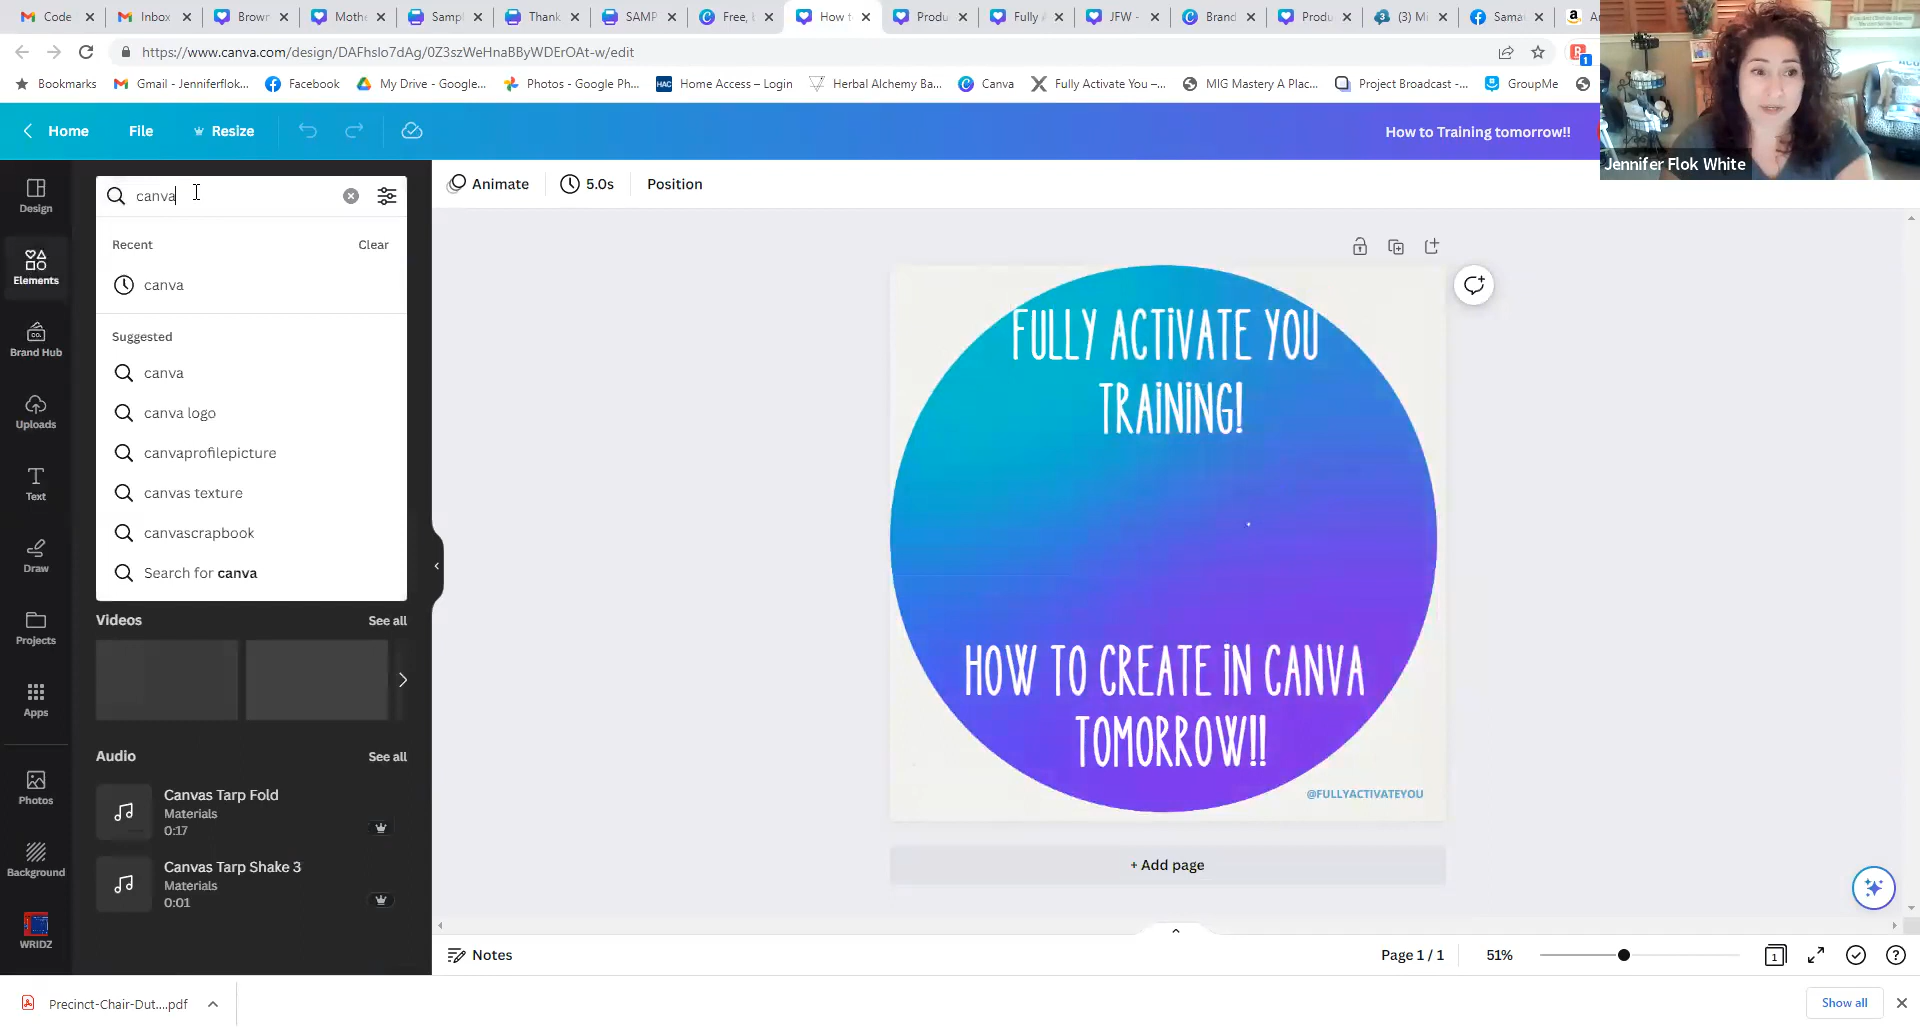 Code
Inbox
Brown
Mothe
Sampl
Thank
SAMP
Free,
How t
Produ
Fully
JFW -
Brand
Produ
(3) Mi
Sama
https://www.canva.com/design/DAFhslo7dAg/0Z3szWeHnaBByWDErOAt-w/edit
Bookmarks
Gmail - Jenniferflok...
Facebook
My Drive - Google...
Photos - Google Ph...
HAC Home Access – Login
Herbal Alchemy Ba...
Canva
Fully Activate You –...
MIG Mastery A Plac...
Project Broadcast -...
GroupMe
Jennifer Flok White
Home
File
Resize
How to Training tomorrow!!
Design
Elements
Brand Hub
Uploads
Text
Draw
Projects
Apps
Photos
Background
WRIDZ
canva
Recent
Clear
canva
Suggested
canva
canva logo
canvaprofilepicture
canvas texture
canvascrapbook
Search for canva
Videos
See all
Audio
See all
Canvas Tarp Fold
Materials
0:17
Canvas Tarp Shake 3
Materials
0:01
Animate
5.0s
Position
FULLY ACTIVATE YOU
TRAINING!
HOW TO CREATE IN CANVA
TOMORROW!!
@FULLYACTIVATEYOU
+ Add page
Notes
Page 1 / 1
51%
1
Precinct-Chair-Dut....pdf
Show all